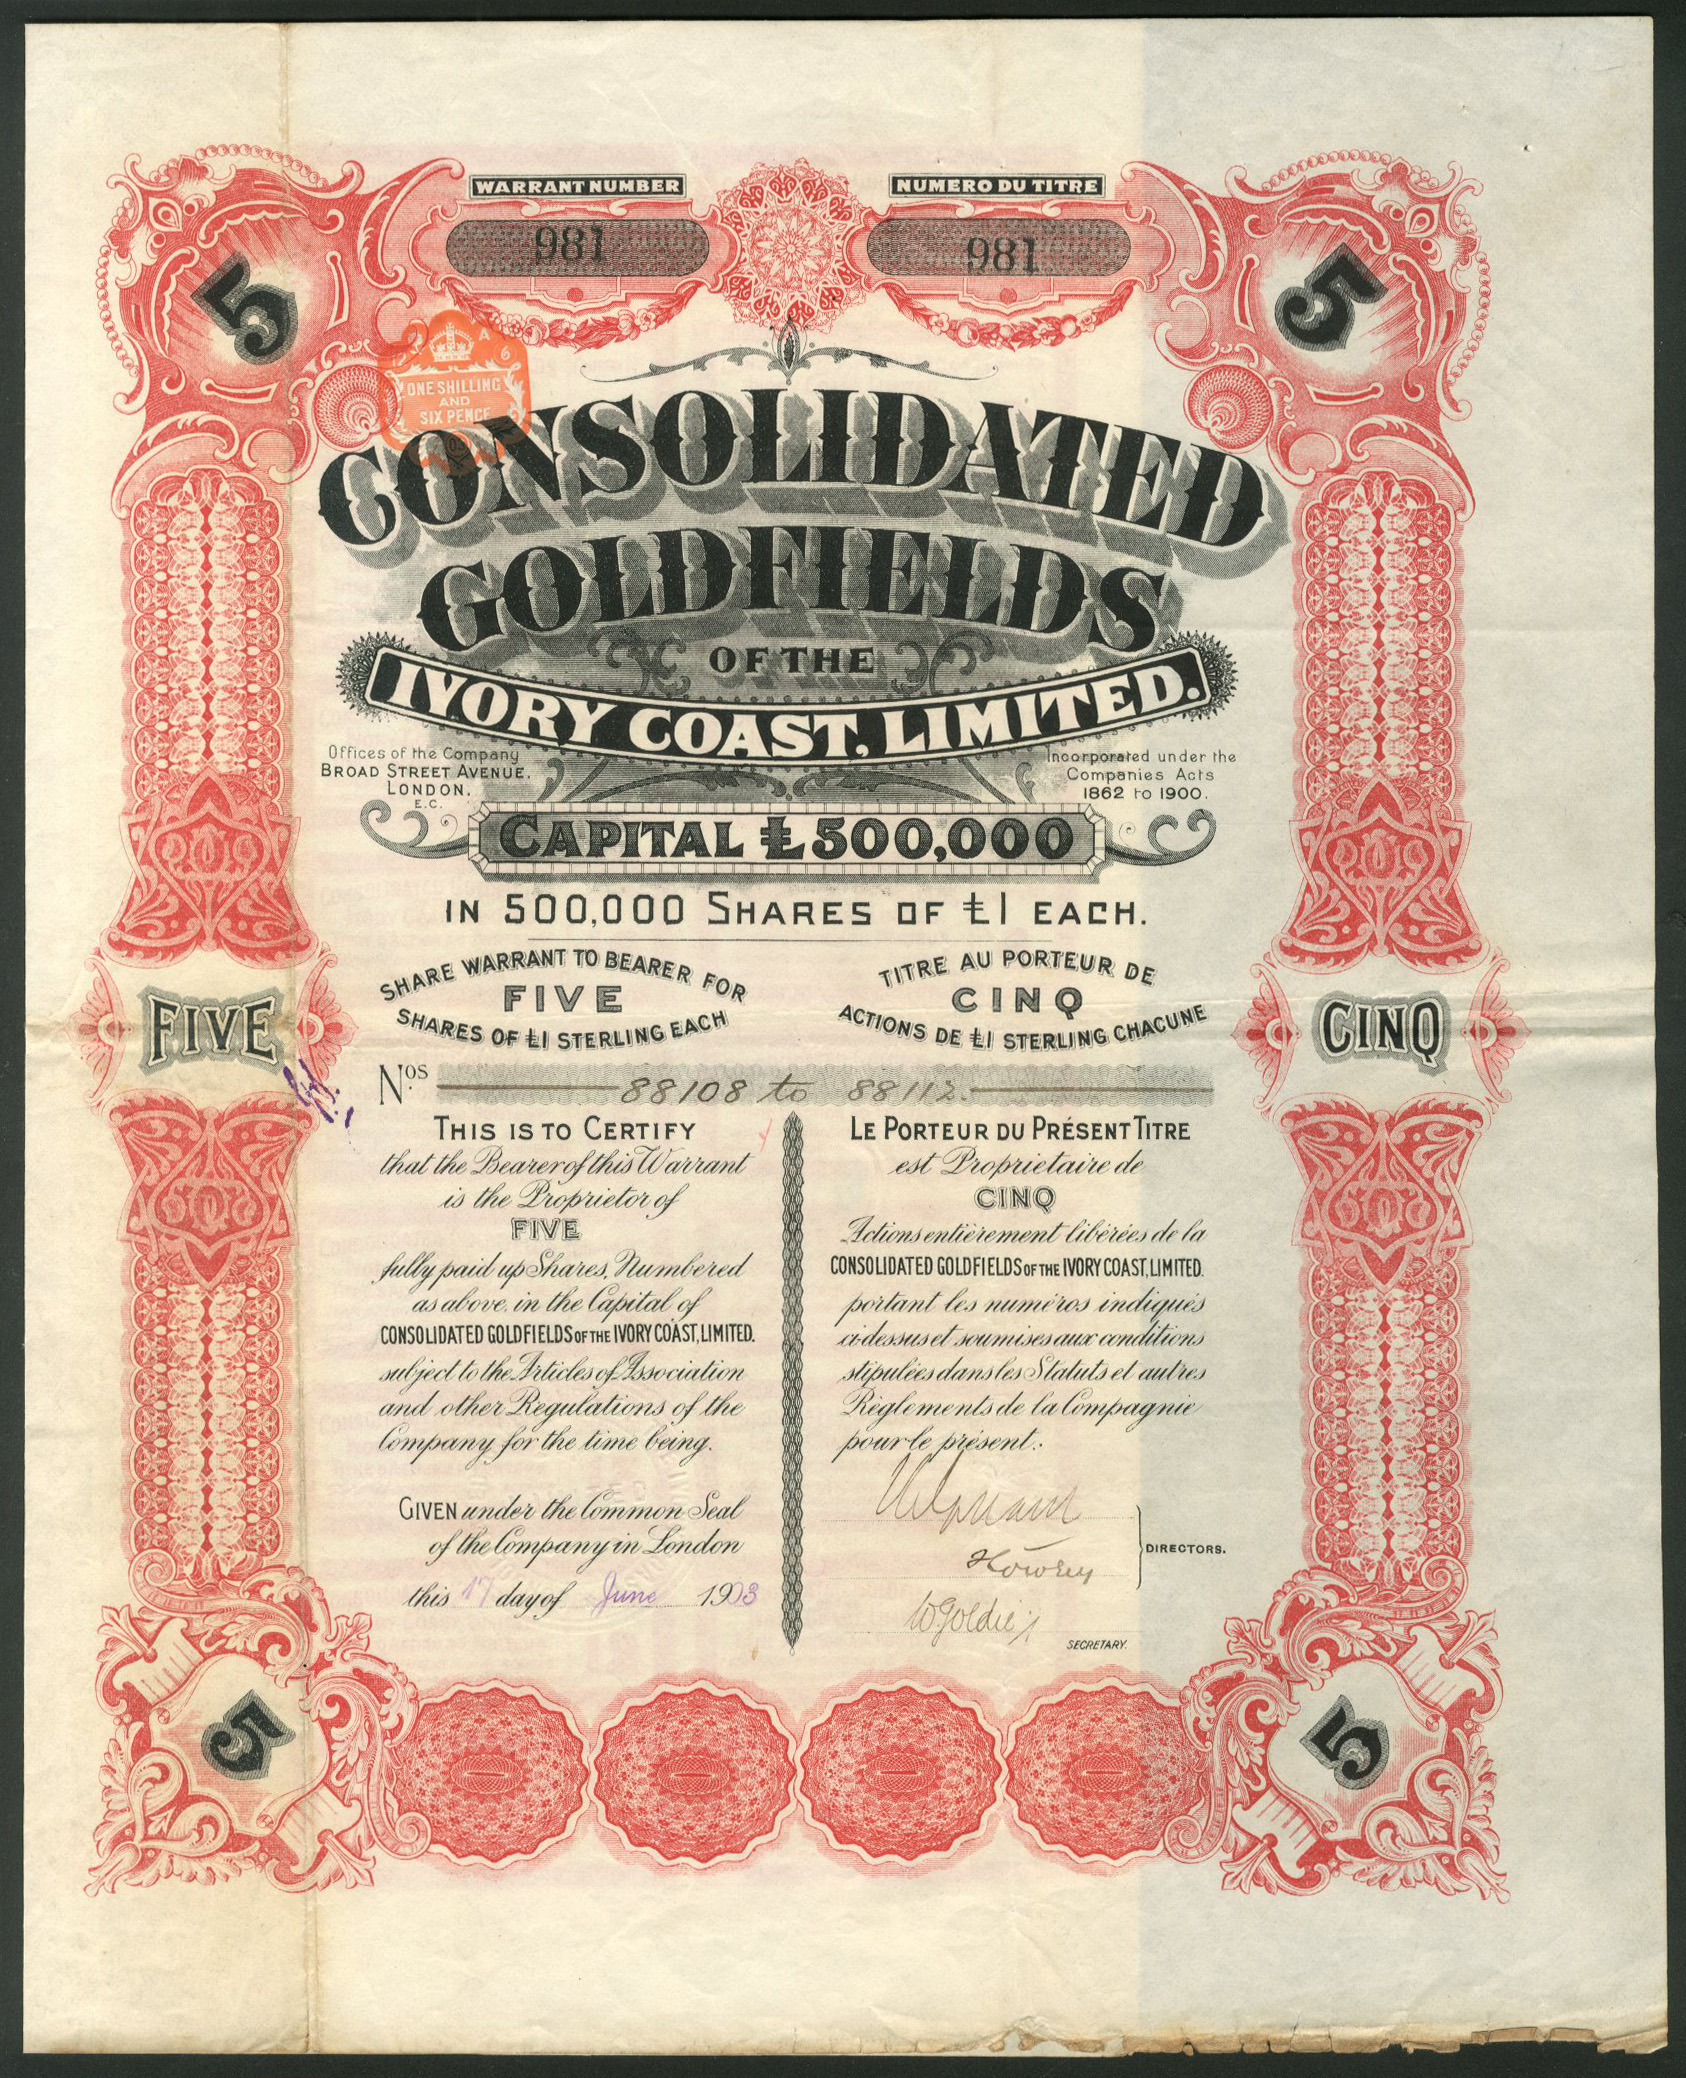 WARRANT NUMBER
NUMERO DU TITRE
981
981
5
5
A
6
ONE SHILLING
AND
SIX PENCE
CONSOLIDATED
GOLDFIELDS
OF THE
IVORY COAST, LIMITED.
Offices of the Company
BROAD STREET AVENUE,
LONDON,
E.C.
Incorporated under the
Companies Acts
1862 to 1900.
CAPITAL £500,000
IN 500,000 SHARES OF £1 EACH.
SHARE WARRANT TO BEARER FOR
FIVE
SHARES OF £1 STERLING EACH
TITRE AU PORTEUR DE
CINQ
ACTIONS DE £1 STERLING CHACUNE
FIVE
CINQ
Nos. 88108 to 88112
THIS IS TO CERTIFY
that the Bearer of this Warrant
is the Proprietor of
FIVE
fully paid up Shares, Numbered
as above, in the Capital of
CONSOLIDATED GOLDFIELDS OF THE IVORY COAST, LIMITED.
subject to the Articles of Association
and other Regulations of the
Company for the time being.
GIVEN under the Common Seal
of the Company in London
this 17 day of June 1903
LE PORTEUR DU PRÉSENT TITRE
est Proprietaire de
CINQ
Actions entièrement libérées de la
CONSOLIDATED GOLDFIELDS OF THE IVORY COAST, LIMITED.
portant les numéros indiqués
ci-dessus et soumises aux conditions
stipulées dans les Statuts et autres
Règlements de la Compagnie
pour le présent.
DIRECTORS.
W Goldie
SECRETARY.
5
5